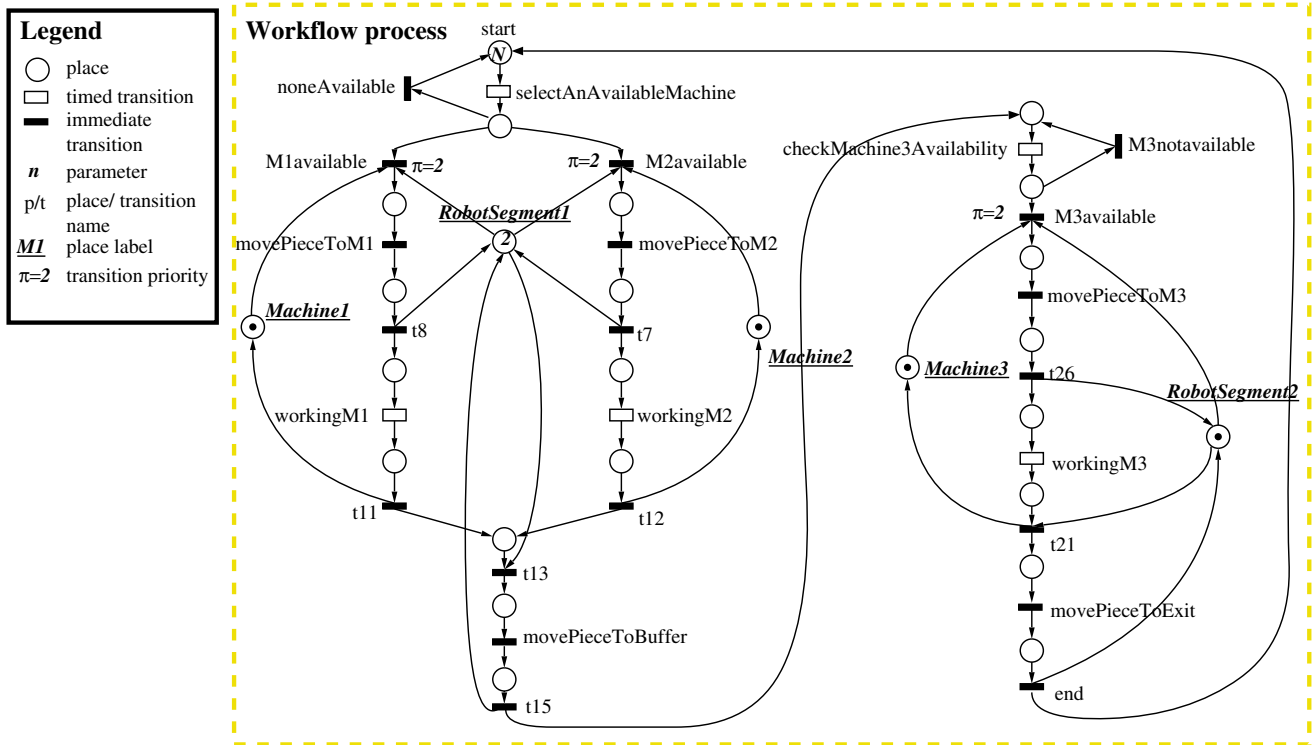 Legend
place
timed transition
immediate
transition
n parameter
p/t place/ transition
name
M1 place label
π=2 transition priority
Workflow process
start
N
noneAvailable
selectAnAvailableMachine
M1available
π=2
π=2
M2available
RobotSegment1
2
movePieceToM1
movePieceToM2
Machine1
t8
t7
Machine2
workingM1
workingM2
t11
t12
t13
movePieceToBuffer
t15
checkMachine3Availability
M3notavailable
π=2
M3available
movePieceToM3
Machine3
t26
RobotSegment2
workingM3
t21
movePieceToExit
end